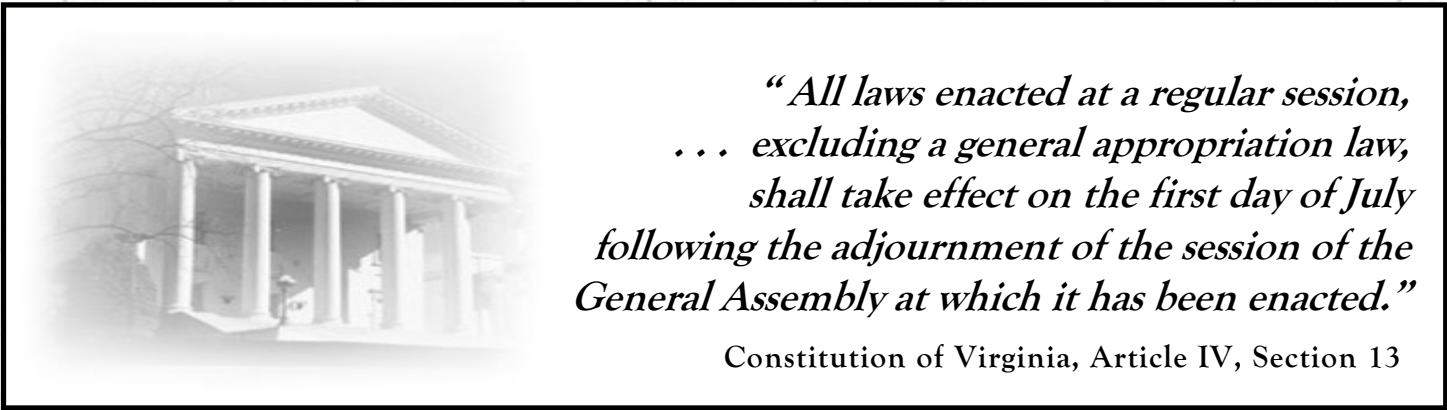 “ All laws enacted at a regular session,
. . . excluding a general appropriation law,
shall take effect on the first day of July
following the adjournment of the session of the
General Assembly at which it has been enacted.”
Constitution of Virginia, Article IV, Section 13